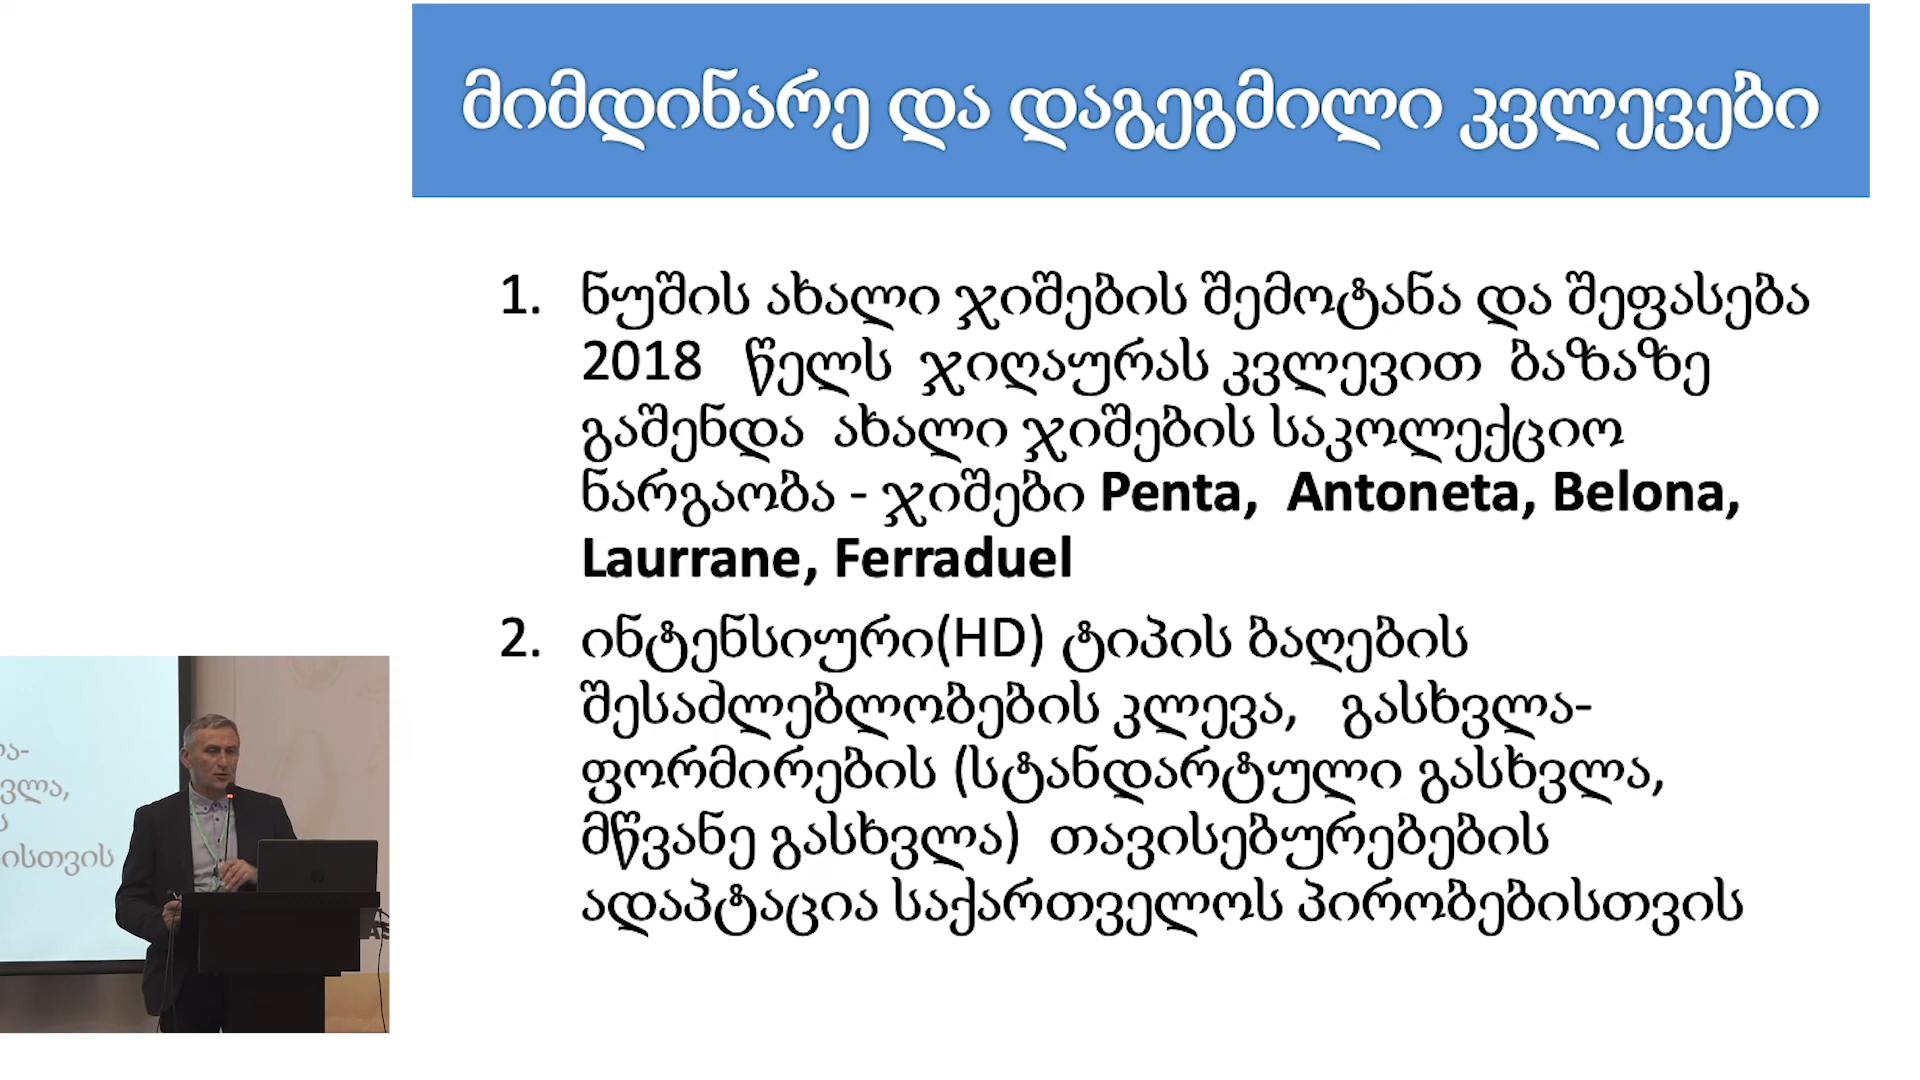 მიმდინარე და დაგეგმილი კვლევები
1. ნუშის ახალი ჯიშების შემოტანა და შეფასება
2018 წელს ჯიღაურას კვლევით ბაზაზე
გაშენდა ახალი ჯიშების საკოლექციო
ნარგაობა - ჯიშები Penta, Antoneta, Belona,
Laurrane, Ferraduel
2. ინტენსიური(HD) ტიპის ბაღების
შესაძლებლობების კლევა, გასხვლა-
ფორმირების (სტანდარტული გასხვლა,
მწვანე გასხვლა) თავისებურებების
ადაპტაცია საქართველოს პირობებისთვის